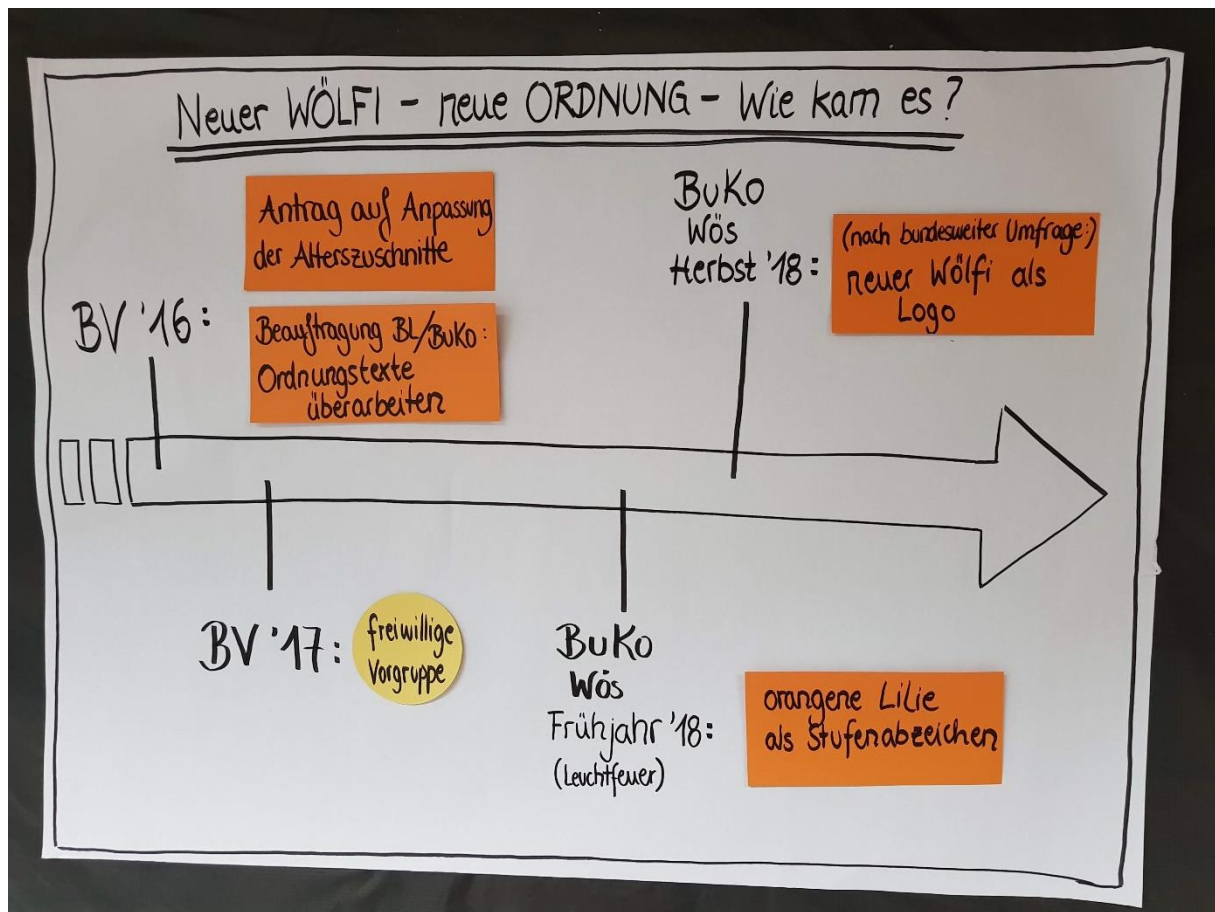 Neuer WÖLFI - neue ORDNUNG - Wie kam es?
BV '16:
Antrag auf Anpassung
der Alterszuschnitte
Beauftragung BL/BuKo:
Ordnungstexte
überarbeiten
BuKo
Wös
Herbst '18:
(nach bundesweiter Umfrage:)
neuer Wölfi als
Logo
BV '17:
freiwillige
Vorgruppe
BuKo
Wös
Frühjahr '18:
(Leuchtfeuer)
orangene Lilie
als Stufenabzeichen